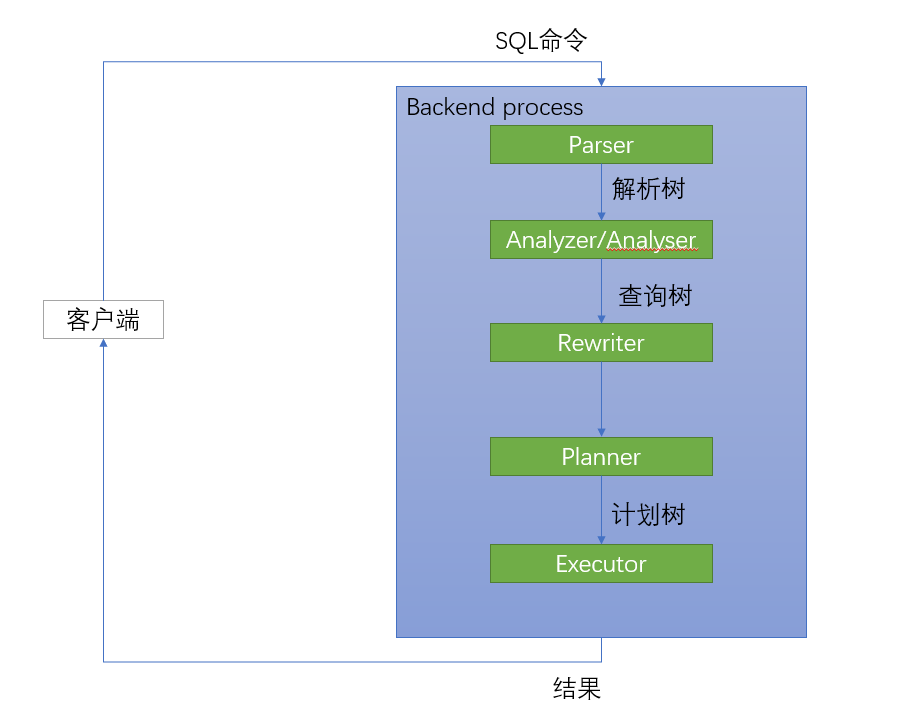 SQL命令
Backend process
Parser
解析树
Analyzer/Analyser
查询树
Rewriter
客户端
Planner
计划树
Executor
结果